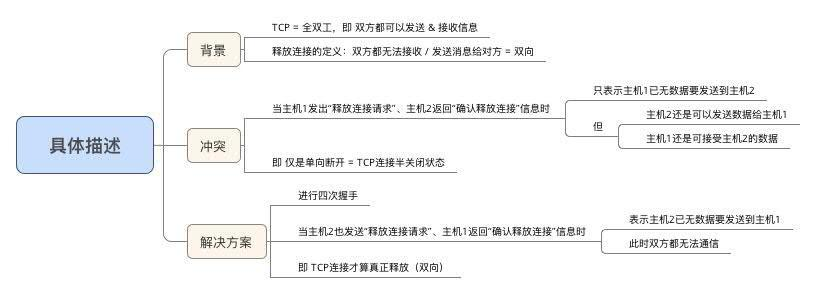 具体描述
背景
TCP = 全双工，即 双方都可以发送 & 接收信息
释放连接的定义：双方都无法接收 / 发送消息给对方 = 双向
冲突
当主机1发出“释放连接请求”、主机2返回“确认释放连接”信息时
只表示主机1已无数据要发送到主机2
但
主机2还是可以发送数据给主机1
主机1还是可接受主机2的数据
即 仅是单向断开 = TCP连接半关闭状态
解决方案
进行四次握手
当主机2也发送“释放连接请求”、主机1返回“确认释放连接”信息时
表示主机2已无数据要发送到主机1
此时双方都无法通信
即 TCP连接才算真正释放（双向）